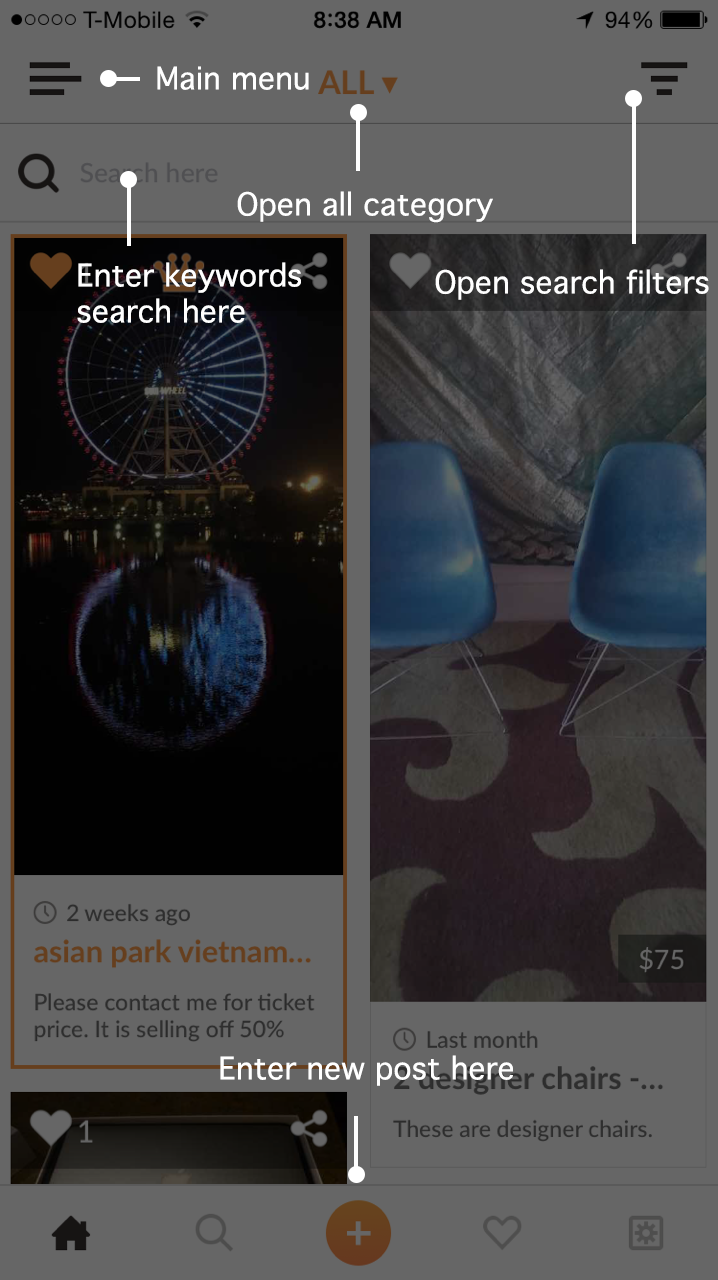 T-Mobile 8:38 AM 94%
Main menu ALL ▾
Search here
Open all category
Enter keywords
search here
Open search filters
$75
2 weeks ago
asian park vietnam...
Please contact me for ticket
price. It is selling off 50%
Last month
Enter new post here
2 designer chairs -...
These are designer chairs.
1